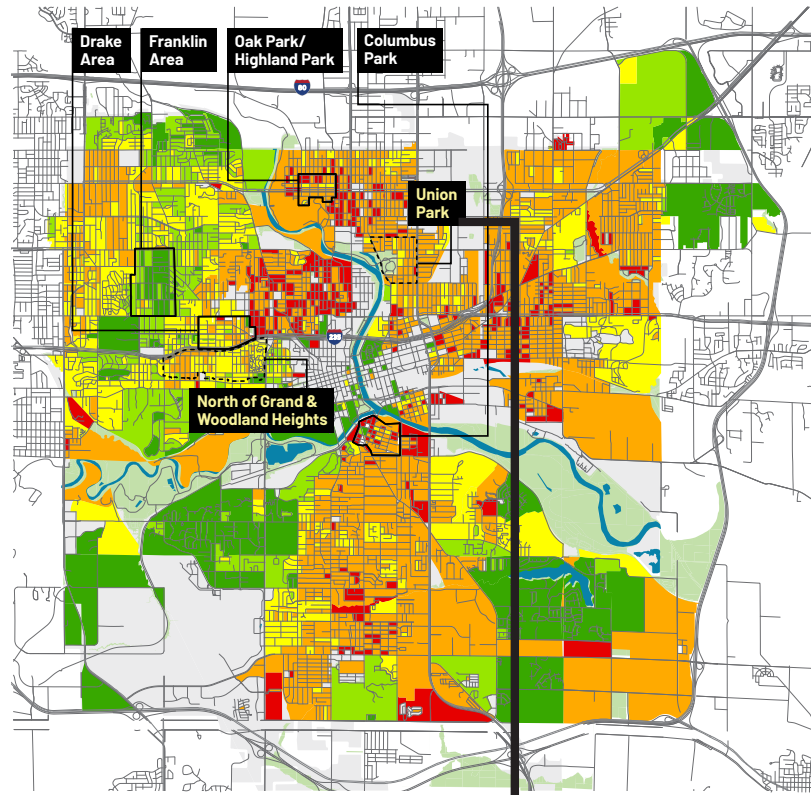 Drake
Area
Franklin
Area
Oak Park/
Highland Park
Columbus
Park
80
Union
Park
235
North of Grand &
Woodland Heights